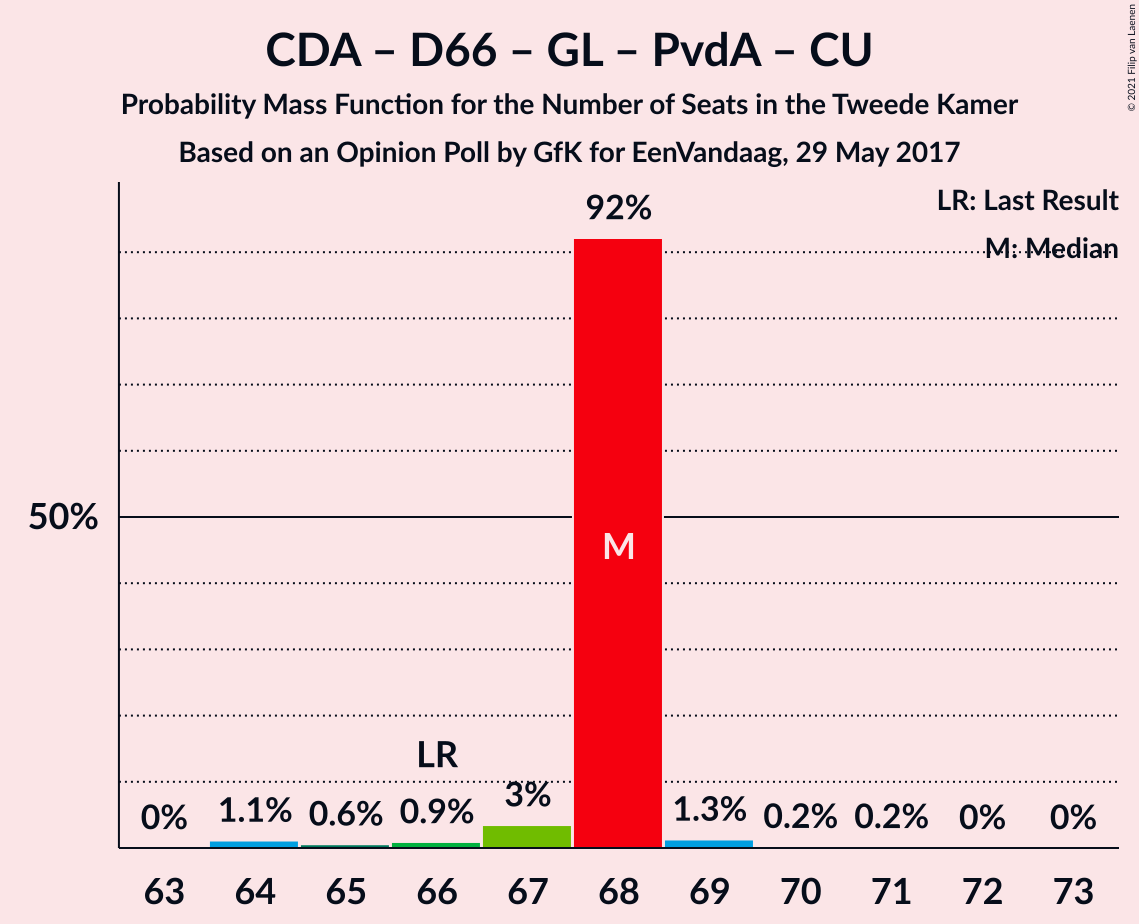 CDA – D66 – GL – PvdA – CU
Probability Mass Function for the Number of Seats in the Tweede Kamer
Based on an Opinion Poll by GfK for EenVandaag, 29 May 2017
© 2021 Filip van Laenen
LR: Last Result
M: Median
92%
50%
M
LR
0% 1.1% 0.6% 0.9% 3% 1.3% 0.2% 0.2% 0% 0%
63 64 65 66 67 68 69 70 71 72 73